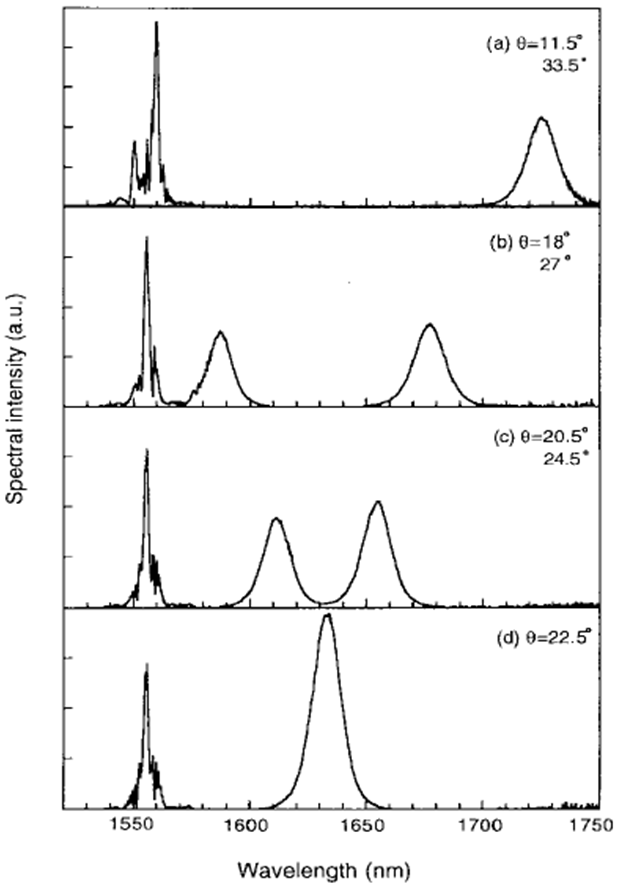 (a) θ=11.5°
33.5°
(b) θ=18°
27°
(c) θ=20.5°
24.5°
(d) θ=22.5°
Spectral intensity (a.u.)
1550 1600 1650 1700 1750
Wavelength (nm)